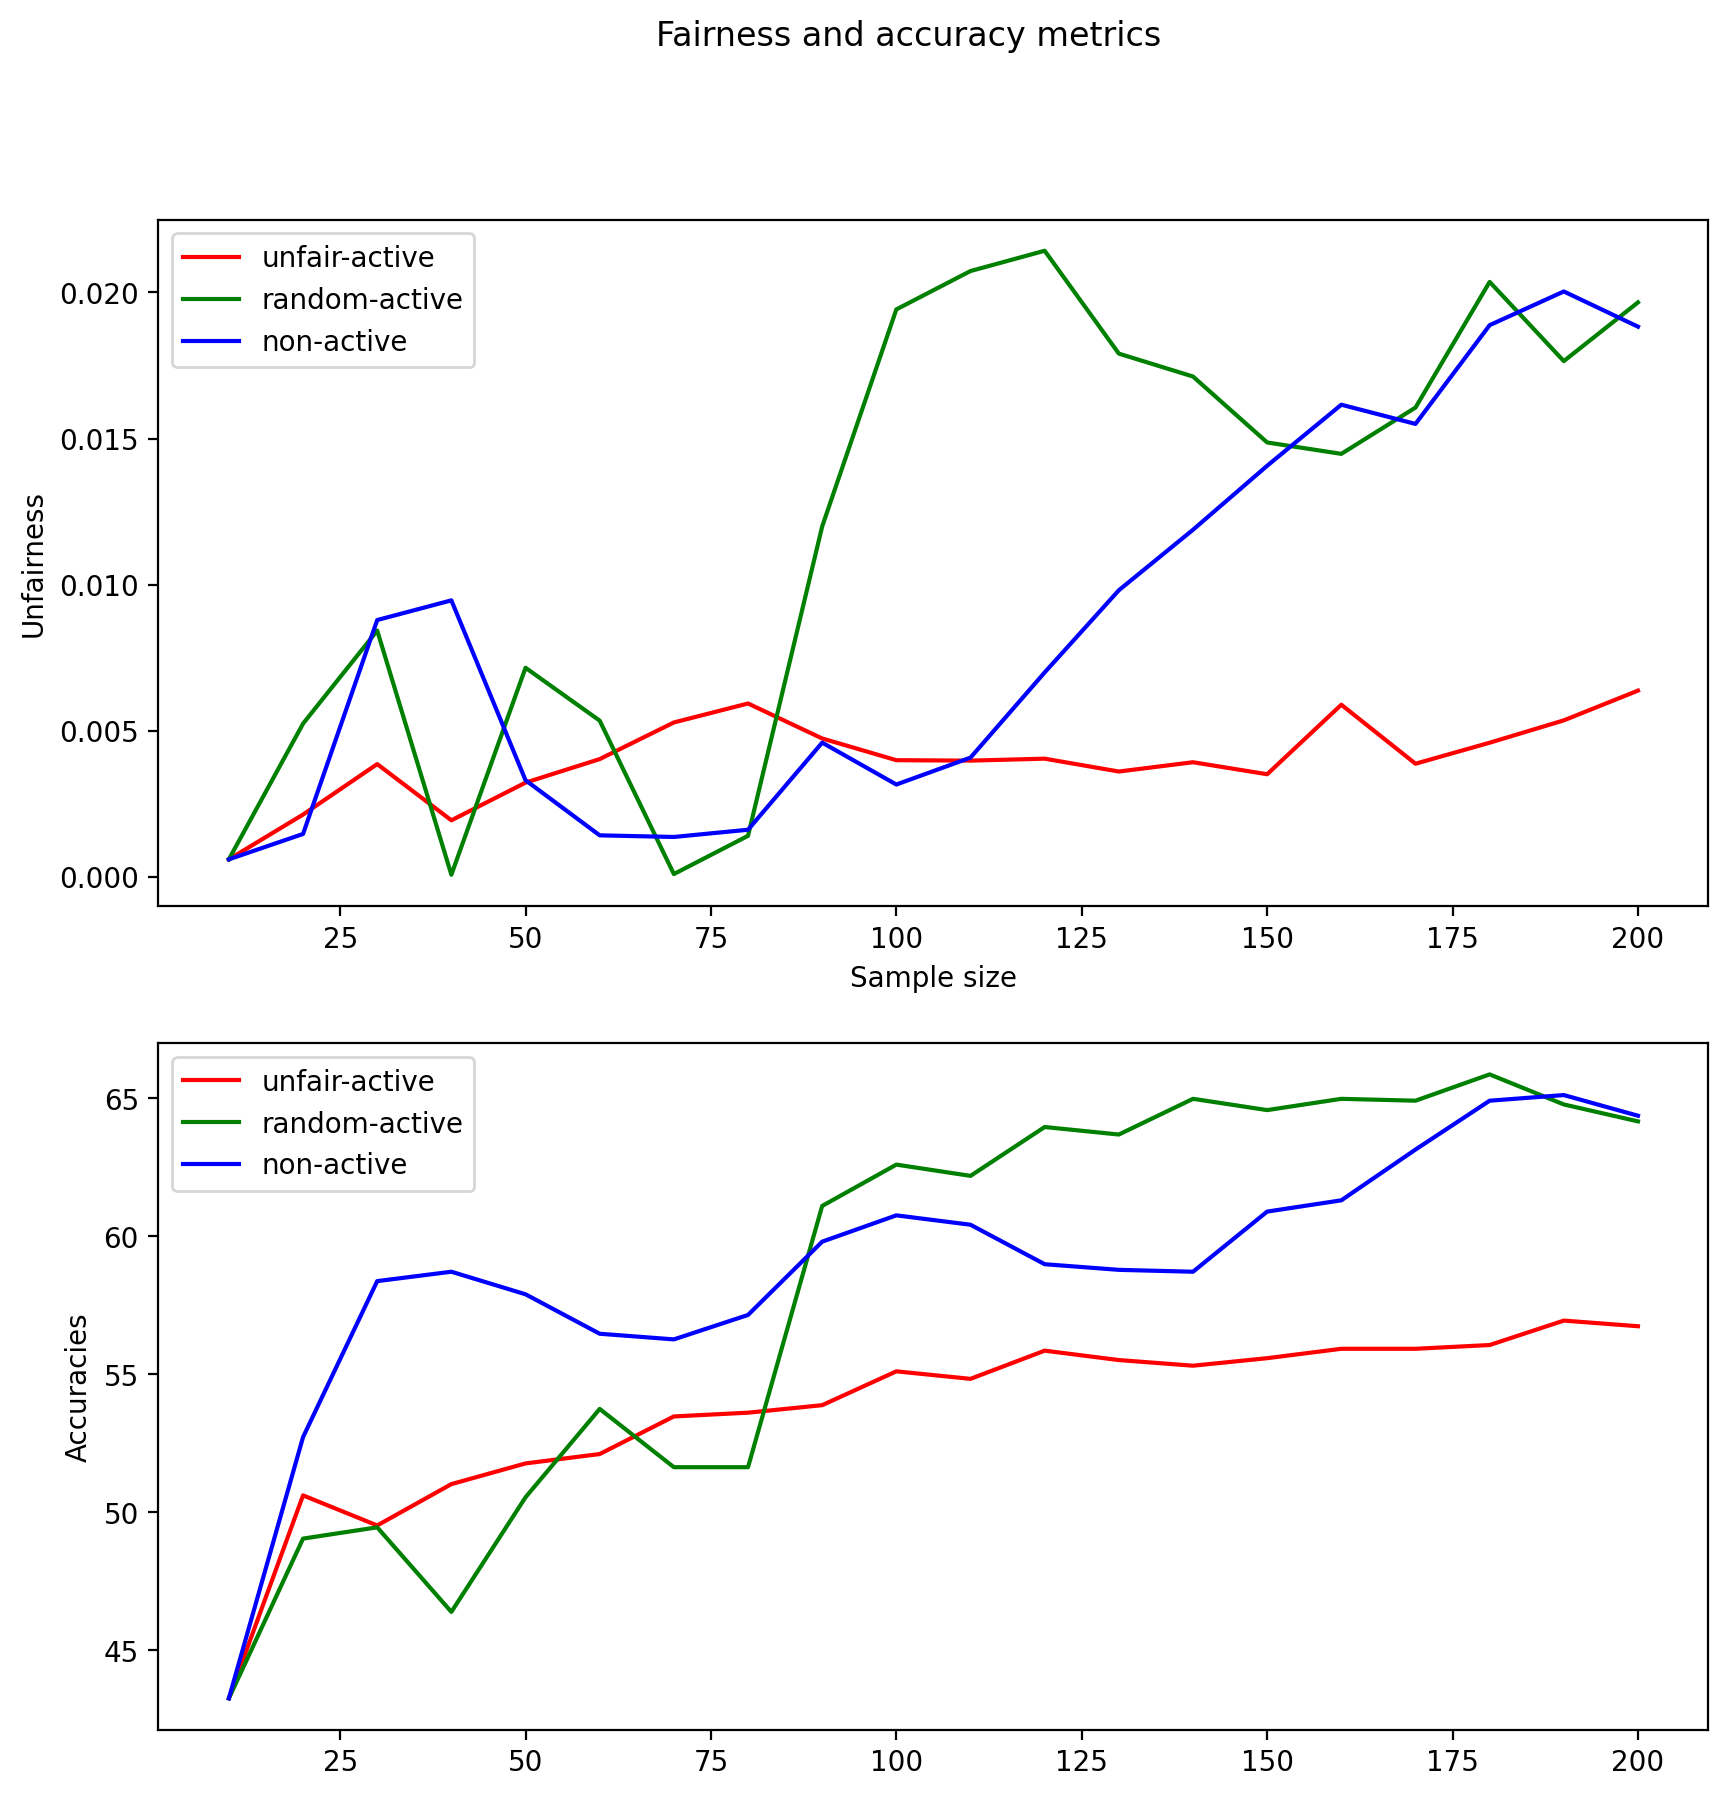 Fairness and accuracy metrics
unfair-active
random-active
non-active
0.020
0.015
0.010
0.005
0.000
Unfairness
25 50 75 100 125 150 175 200
Sample size
unfair-active
random-active
non-active
65
60
55
50
45
Accuracies
25 50 75 100 125 150 175 200